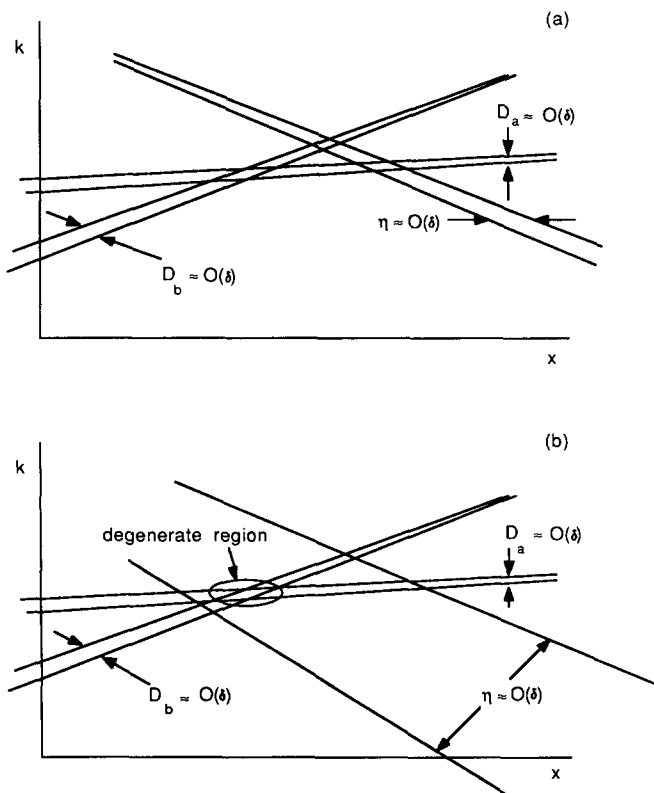 (a)
k
D_a ≈ O(δ)
η ≈ O(δ)
D_b ≈ O(δ)
x
(b)
k
degenerate region
D_a ≈ O(δ)
D_b ≈ O(δ)
η ≈ O(δ)
x